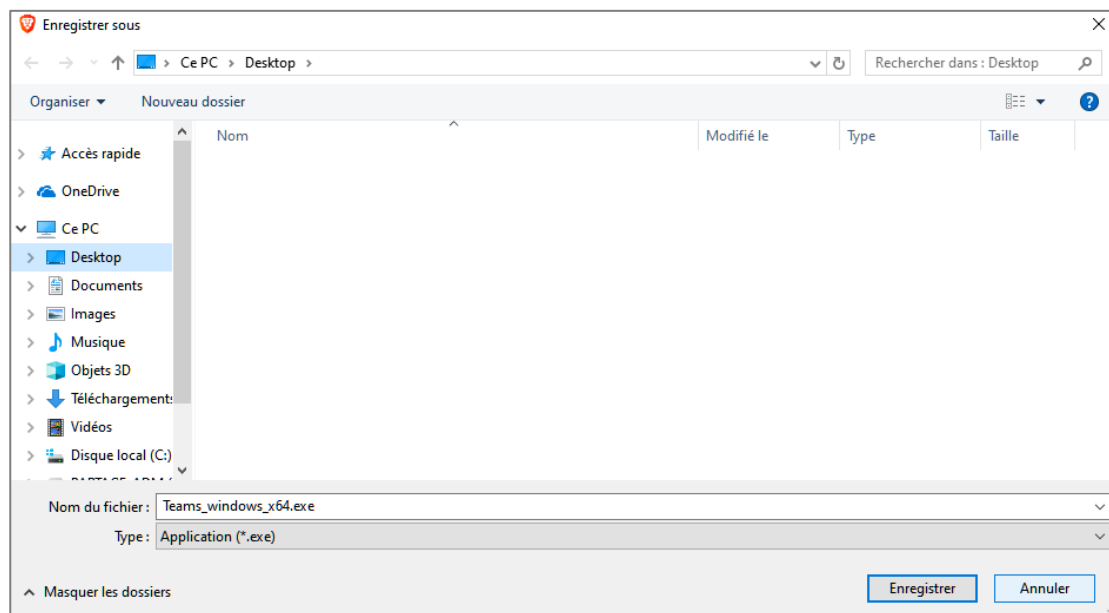 Enregistrer sous
Ce PC > Desktop >
Rechercher dans : Desktop
Organiser
Nouveau dossier
Nom
Modifié le
Type
Taille
Accès rapide
OneDrive
Ce PC
Desktop
Documents
Images
Musique
Objets 3D
Téléchargements
Vidéos
Disque local (C:)
Nom du fichier : Teams_windows_x64.exe
Type : Application (*.exe)
Masquer les dossiers
Enregistrer
Annuler